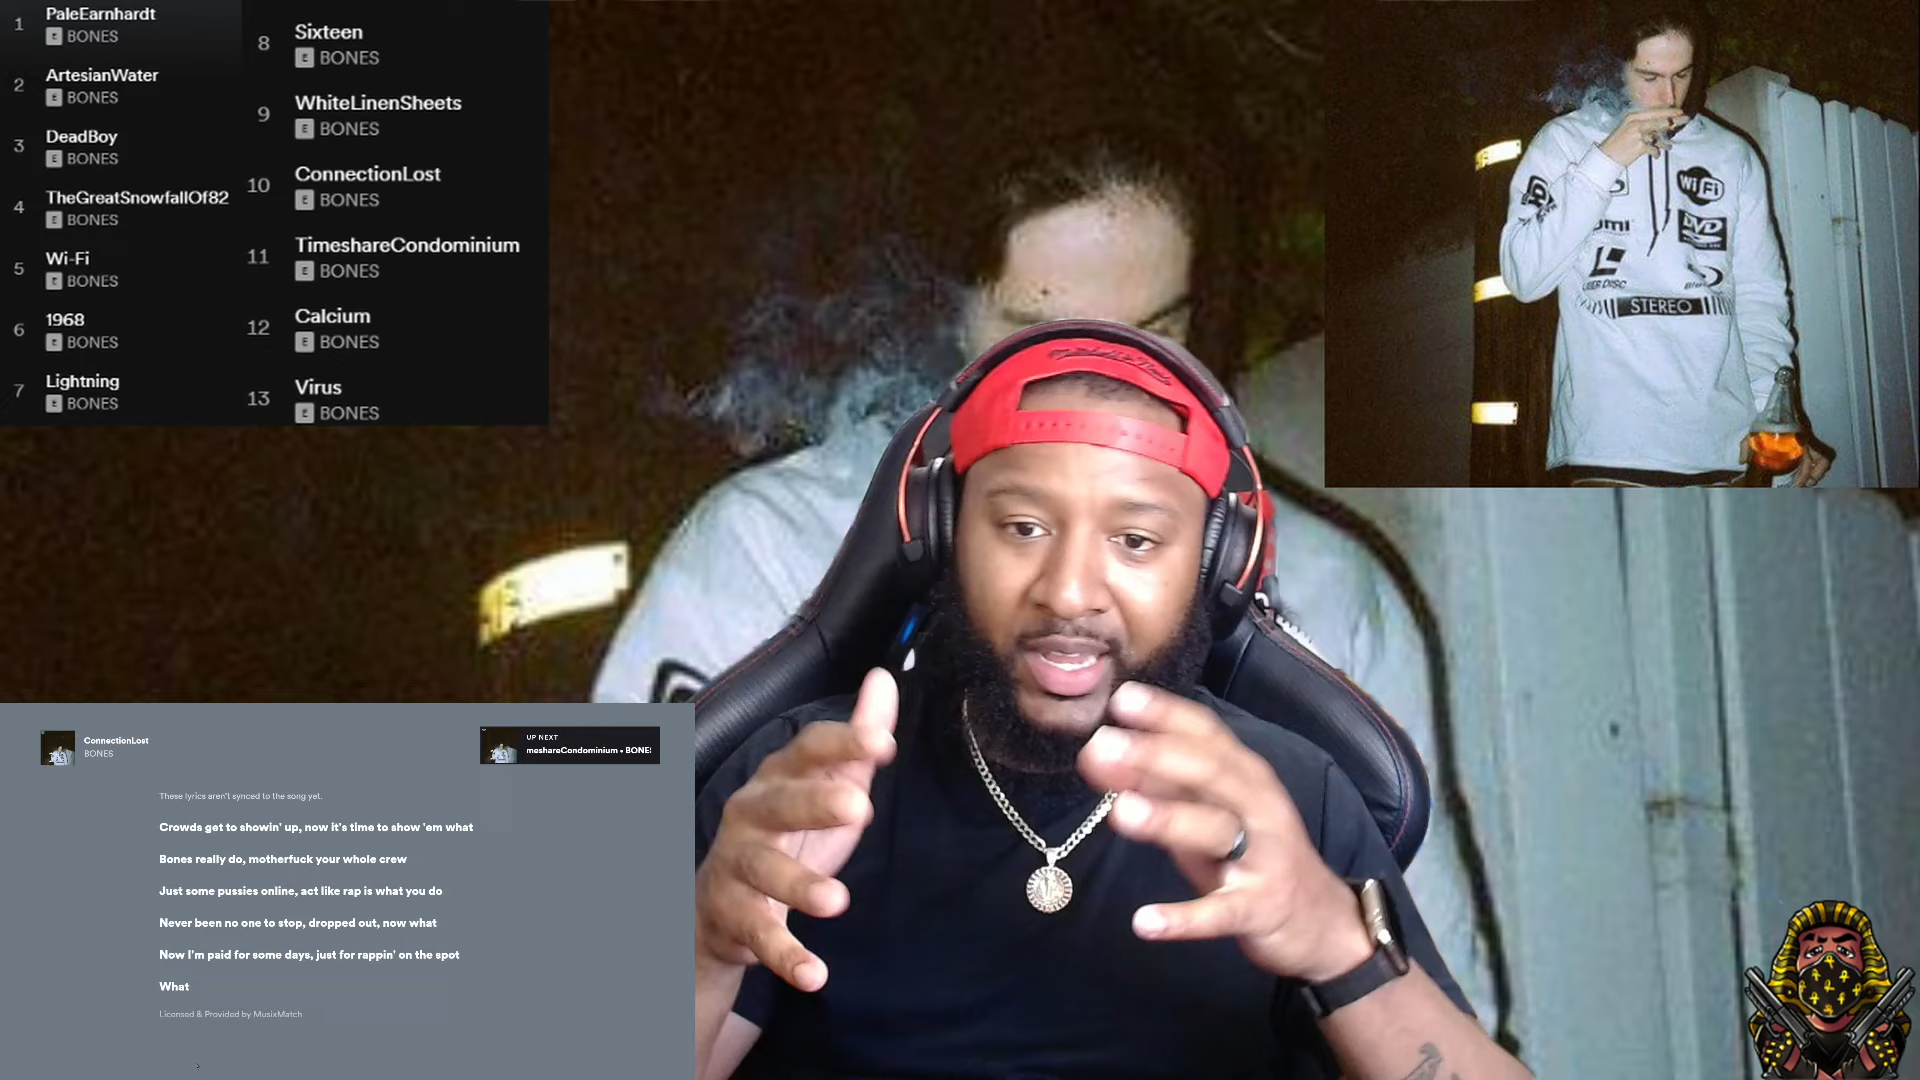 1 PaleEarnhardt
E BONES
2 ArtesianWater
E BONES
3 DeadBoy
E BONES
4 TheGreatSnowfallOf82
E BONES
5 Wi-Fi
E BONES
6 1968
E BONES
7 Lightning
E BONES
8 Sixteen
E BONES
9 WhiteLinenSheets
E BONES
10 ConnectionLost
E BONES
11 TimeshareCondominium
E BONES
12 Calcium
E BONES
13 Virus
E BONES
Wi Fi
DVD
STEREO
ConnectionLost
BONES
UP NEXT
meshareCondominium • BONE
These lyrics aren't synced to the song yet.
Crowds get to showin' up, now it's time to show 'em what
Bones really do, motherfuck your whole crew
Just some pussies online, act like rap is what you do
Never been no one to stop, dropped out, now what
Now I'm paid for some days, just for rappin' on the spot
What
Licensed & Provided by MusixMatch